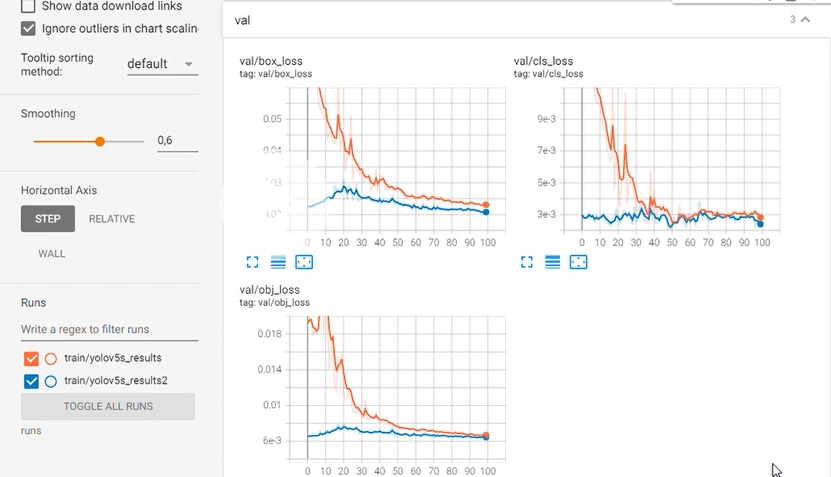 Show data download links
Ignore outliers in chart scalin
Tooltip sorting
method:
default
Smoothing
0,6
Horizontal Axis
STEP
RELATIVE
WALL
Runs
Write a regex to filter runs
train/yolov5s_results
train/yolov5s_results2
TOGGLE ALL RUNS
runs
val
3
val/box_loss
tag: val/box_loss
0.05
0.04
0 10 20 30 40 50 60 70 80 90 100
val/cls_loss
tag: val/cls_loss
9e-3
7e-3
5e-3
3e-3
0 10 20 30 40 50 60 70 80 90 100
val/obj_loss
tag: val/obj_loss
0.018
0.014
0.01
6e-3
0 10 20 30 40 50 60 70 80 90 100